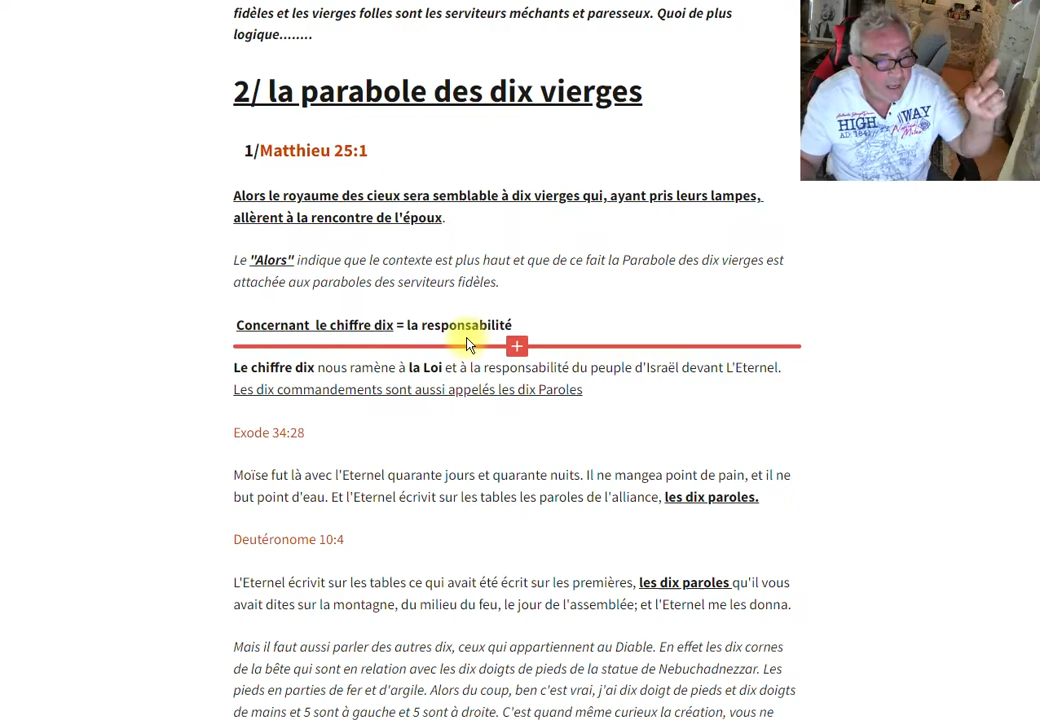 fidèles et les vierges folles sont les serviteurs méchants et paresseux. Quoi de plus
logique........
2/ la parabole des dix vierges
1/Matthieu 25:1
Alors le royaume des cieux sera semblable à dix vierges qui, ayant pris leurs lampes,
allèrent à la rencontre de l'époux.
Le "Alors" indique que le contexte est plus haut et que de ce fait la Parabole des dix vierges est
attachée aux paraboles des serviteurs fidèles.
Concernant le chiffre dix = la responsabilité
Le chiffre dix nous ramène à la Loi et à la responsabilité du peuple d'Israël devant L'Eternel.
Les dix commandements sont aussi appelés les dix Paroles
Exode 34:28
Moïse fut là avec l'Eternel quarante jours et quarante nuits. Il ne mangea point de pain, et il ne
but point d'eau. Et l'Eternel écrivit sur les tables les paroles de l'alliance, les dix paroles.
Deutéronome 10:4
L'Eternel écrivit sur les tables ce qui avait été écrit sur les premières, les dix paroles qu'il vous
avait dites sur la montagne, du milieu du feu, le jour de l'assemblée; et l'Eternel me les donna.
Mais il faut aussi parler des autres dix, ceux qui appartiennent au Diable. En effet les dix cornes
de la bête qui sont en relation avec les dix doigts de pieds de la statue de Nebuchadnezzar. Les
pieds en parties de fer et d'argile. Alors du coup, ben c'est vrai, j'ai dix doigt de pieds et dix doigts
de mains et 5 sont à gauche et 5 sont à droite. C'est quand même curieux la création, vous ne
HIGH WAY